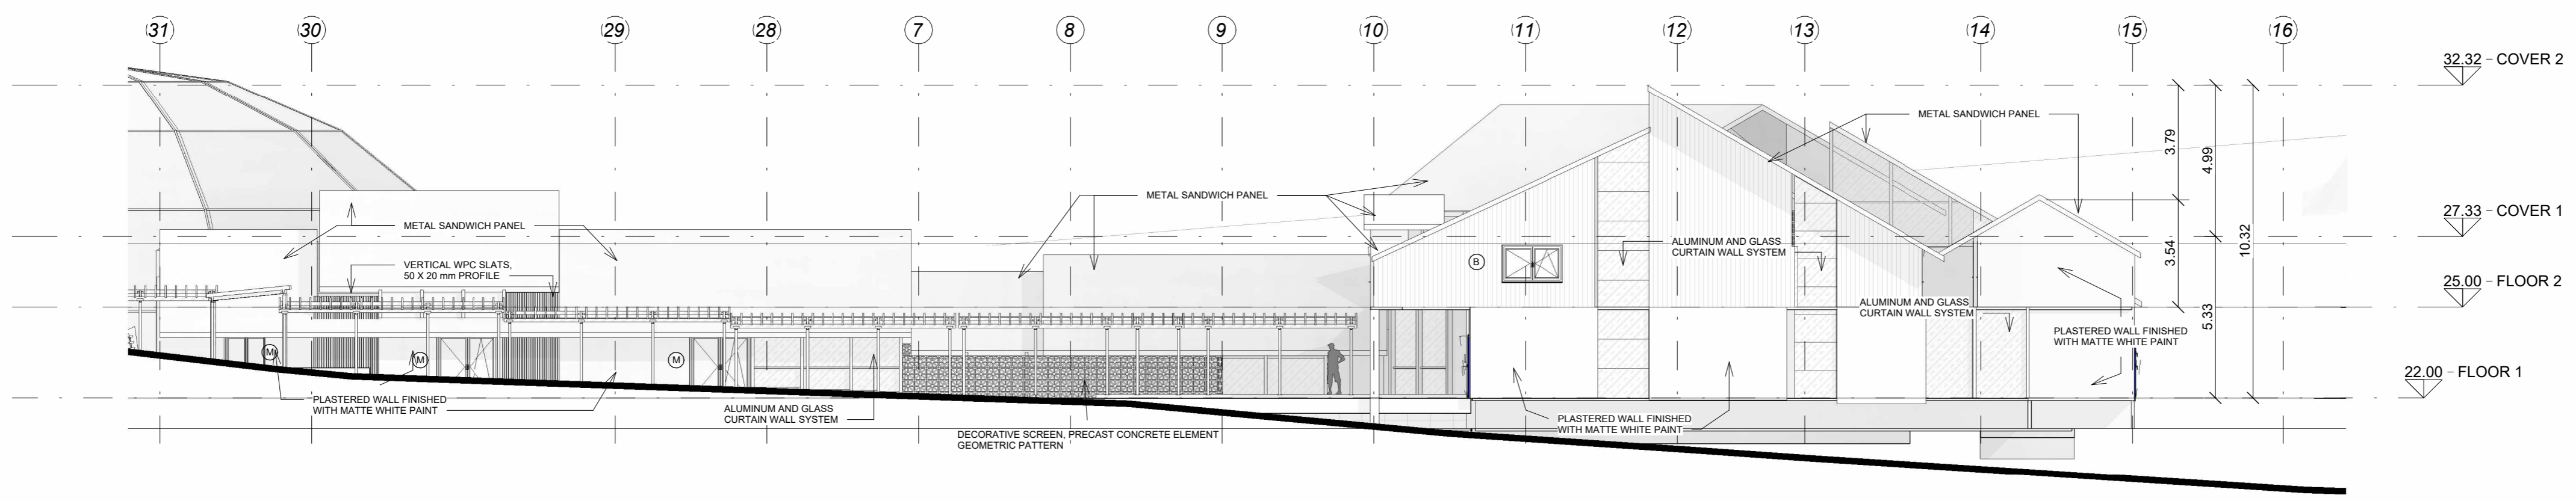 31 30 29 28 7 8 9 10 11 12 13 14 15 16
32.32 - COVER 2
METAL SANDWICH PANEL
3.79
4.99
METAL SANDWICH PANEL
27.33 - COVER 1
METAL SANDWICH PANEL
ALUMINUM AND GLASS
CURTAIN WALL SYSTEM
3.54
10.32
VERTICAL WPC SLATS,
50 X 20 mm PROFILE
B
25.00 - FLOOR 2
ALUMINUM AND GLASS
CURTAIN WALL SYSTEM
5.33
PLASTERED WALL FINISHED
WITH MATTE WHITE PAINT
M M M
22.00 - FLOOR 1
PLASTERED WALL FINISHED
WITH MATTE WHITE PAINT
ALUMINUM AND GLASS
CURTAIN WALL SYSTEM
PLASTERED WALL FINISHED
WITH MATTE WHITE PAINT
DECORATIVE SCREEN, PRECAST CONCRETE ELEMENT
GEOMETRIC PATTERN